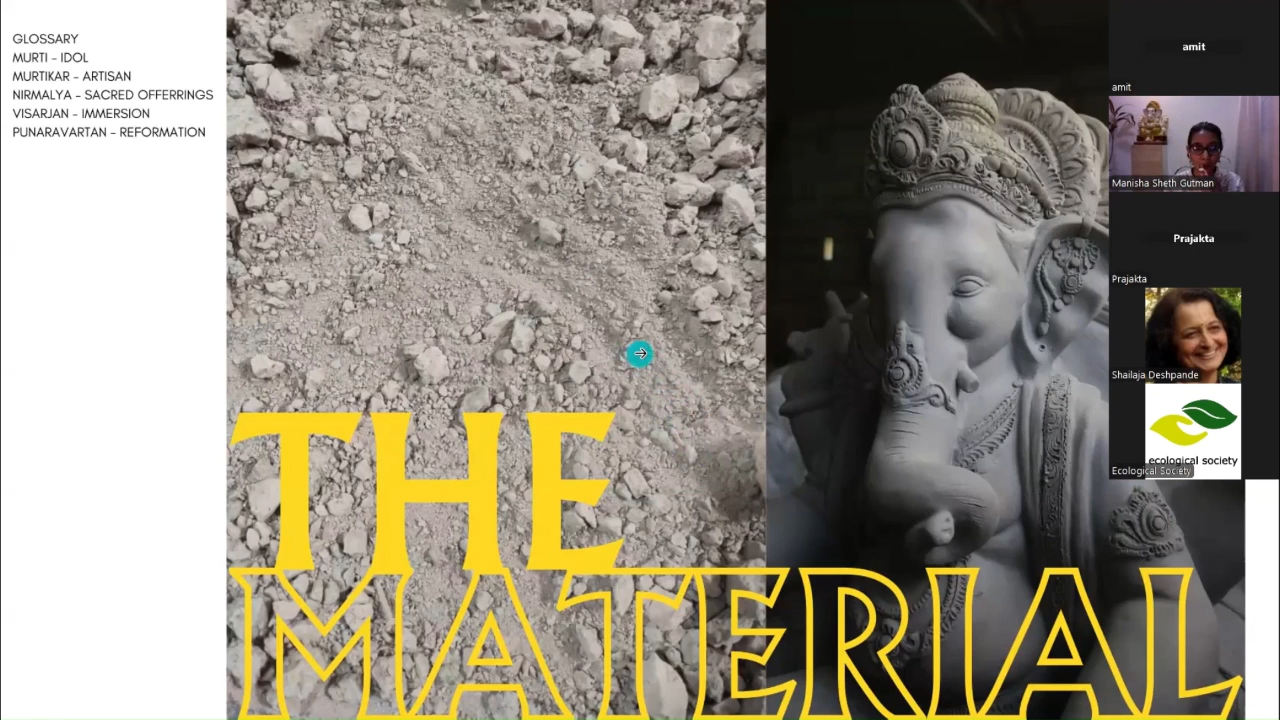 GLOSSARY
MURTI - IDOL
MURTIKAR - ARTISAN
NIRMALYA - SACRED OFFERRINGS
VISARJAN - IMMERSION
PUNARAVARTAN - REFORMATION
THE
MATERIAL
amit
amit
Manisha Sheth Gutman
Prajakta
Prajakta
Shailaja Deshpande
ecological society
Ecological Society